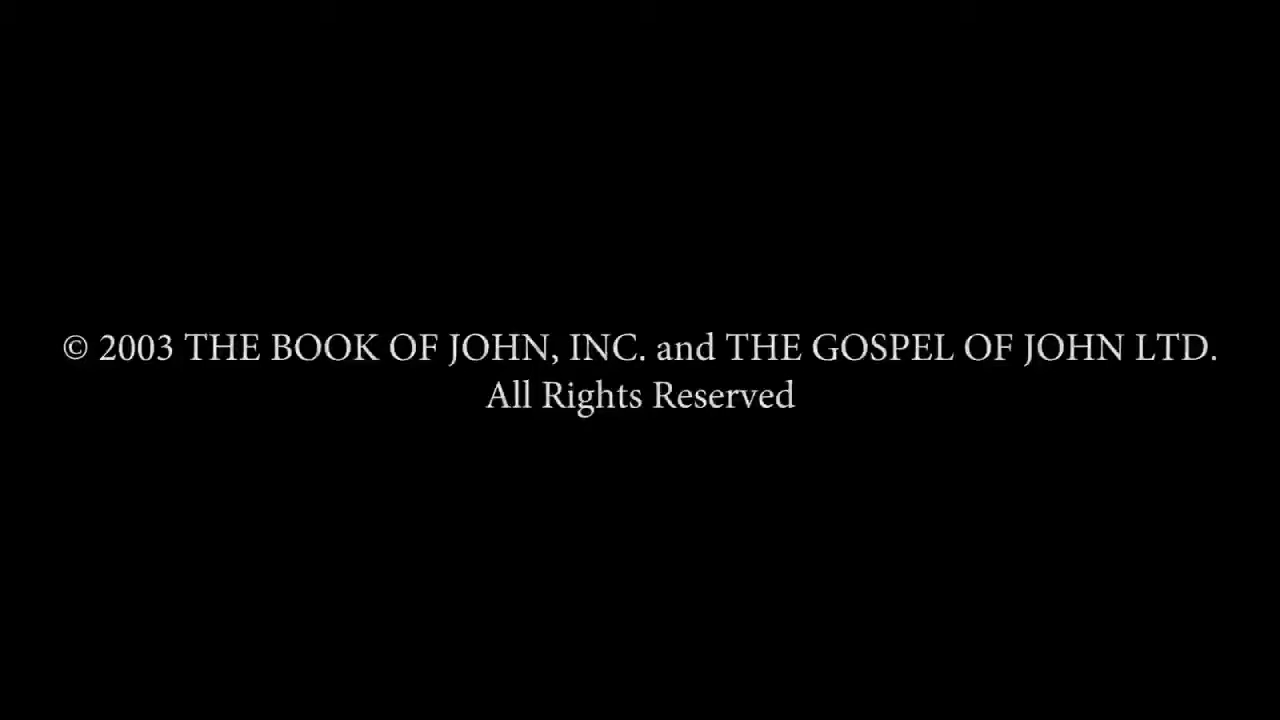 © 2003 THE BOOK OF JOHN, INC. and THE GOSPEL OF JOHN LTD.
All Rights Reserved